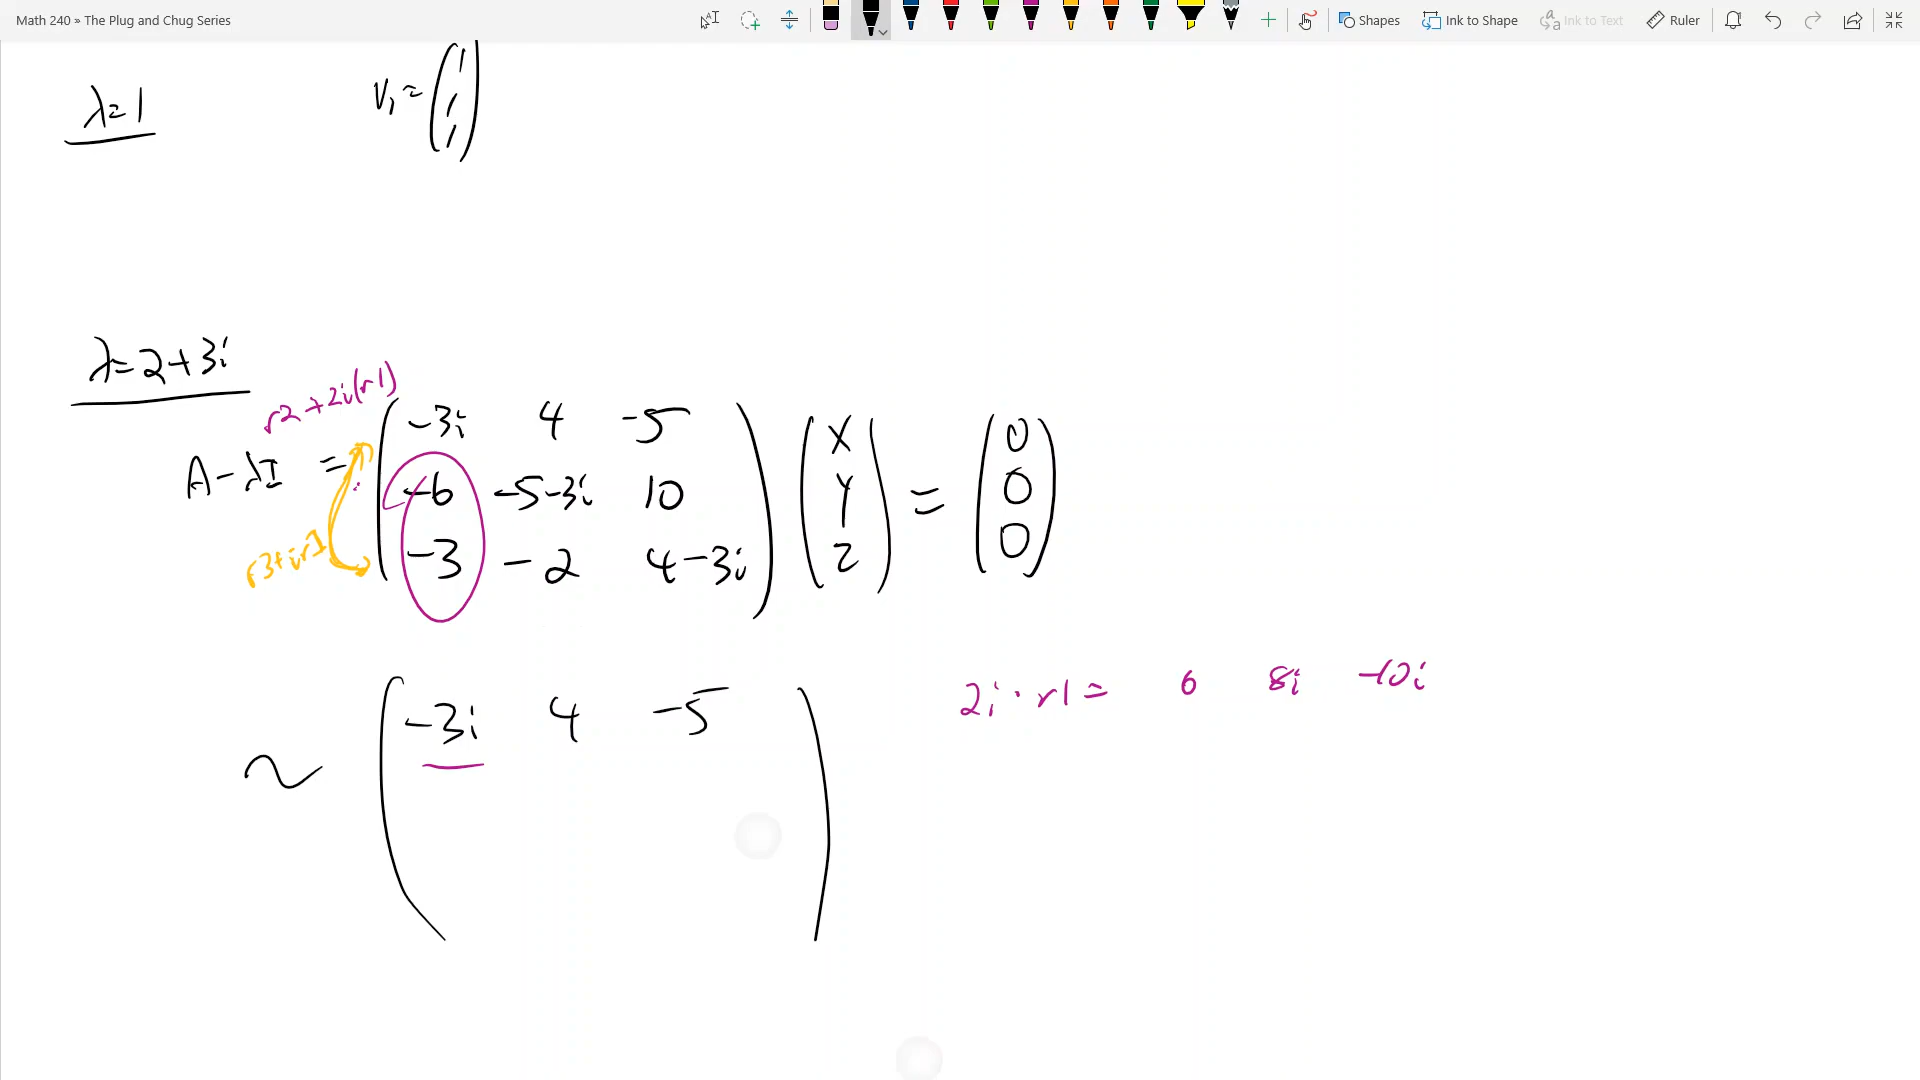 Math 240 » The Plug and Chug Series
Shapes
Ink to Shape
Ink to Text
Ruler
λ=1
V₁ = (1
1
1)
λ=2+3i
r2+2i(r1)
A-λI = (-3i 4 -5
-6 -5-3i 10
-3 -2 4-3i) (x
y
z) = (0
0
0)
r3+ir1
~ (-3i 4 -5)
2i·r1= 6 8i -10i